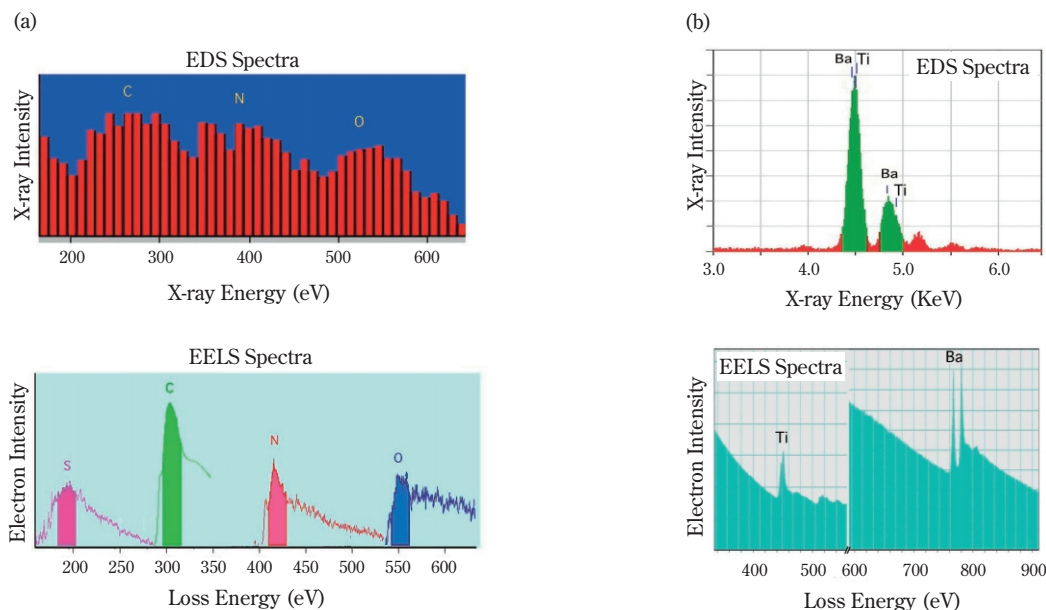 (a)
EDS Spectra
C
N
O
X-ray Intensity
200 300 400 500 600
X-ray Energy (eV)
EELS Spectra
S
C
N
O
Electron Intensity
200 250 300 350 400 450 500 550 600
Loss Energy (eV)
(b)
EDS Spectra
Ba Ti
Ba
Ti
X-ray Intensity
3.0 4.0 5.0 6.0
X-ray Energy (KeV)
EELS Spectra
Ti
Ba
Electron Intensity
400 500 600 700 800 900
Loss Energy (eV)